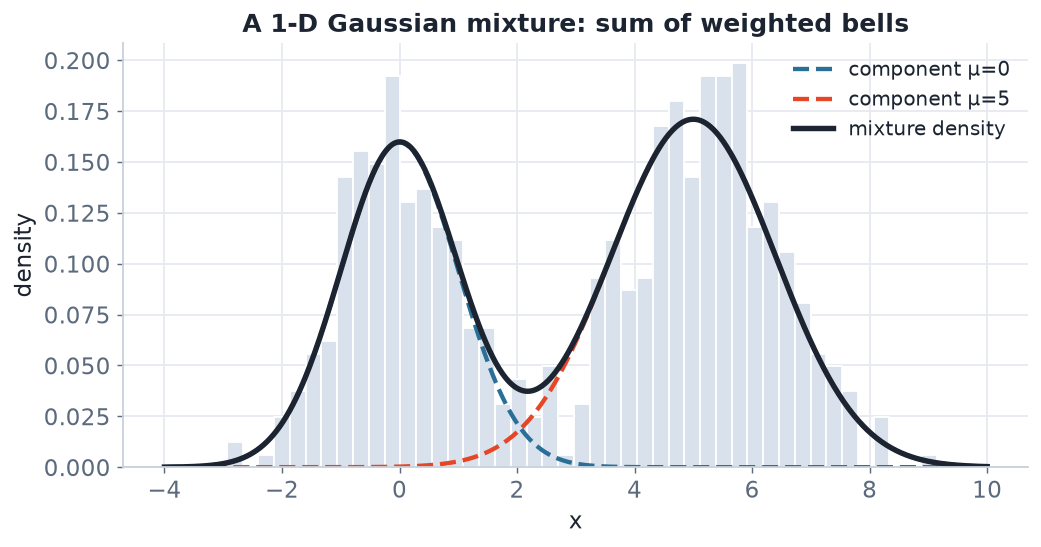 A 1-D Gaussian mixture: sum of weighted bells
component μ=0
component μ=5
mixture density
density
0.200
0.175
0.150
0.125
0.100
0.075
0.050
0.025
0.000
−4 −2 0 2 4 6 8 10
x